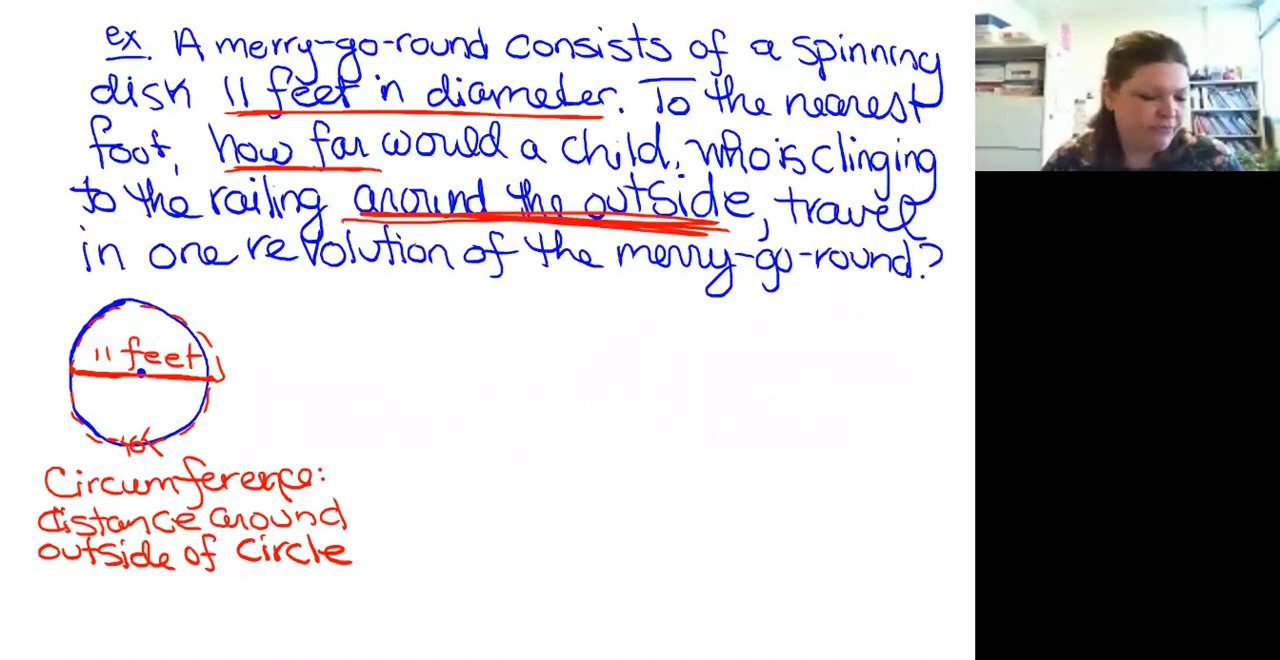 ex. A merry-go-round consists of a spinning
disk 11 feet in diameter. To the nearest
foot, how far would a child, who is clinging
to the railing around the outside, travel
in one revolution of the merry-go-round?
11 feet
Circumference:
distance around
outside of circle